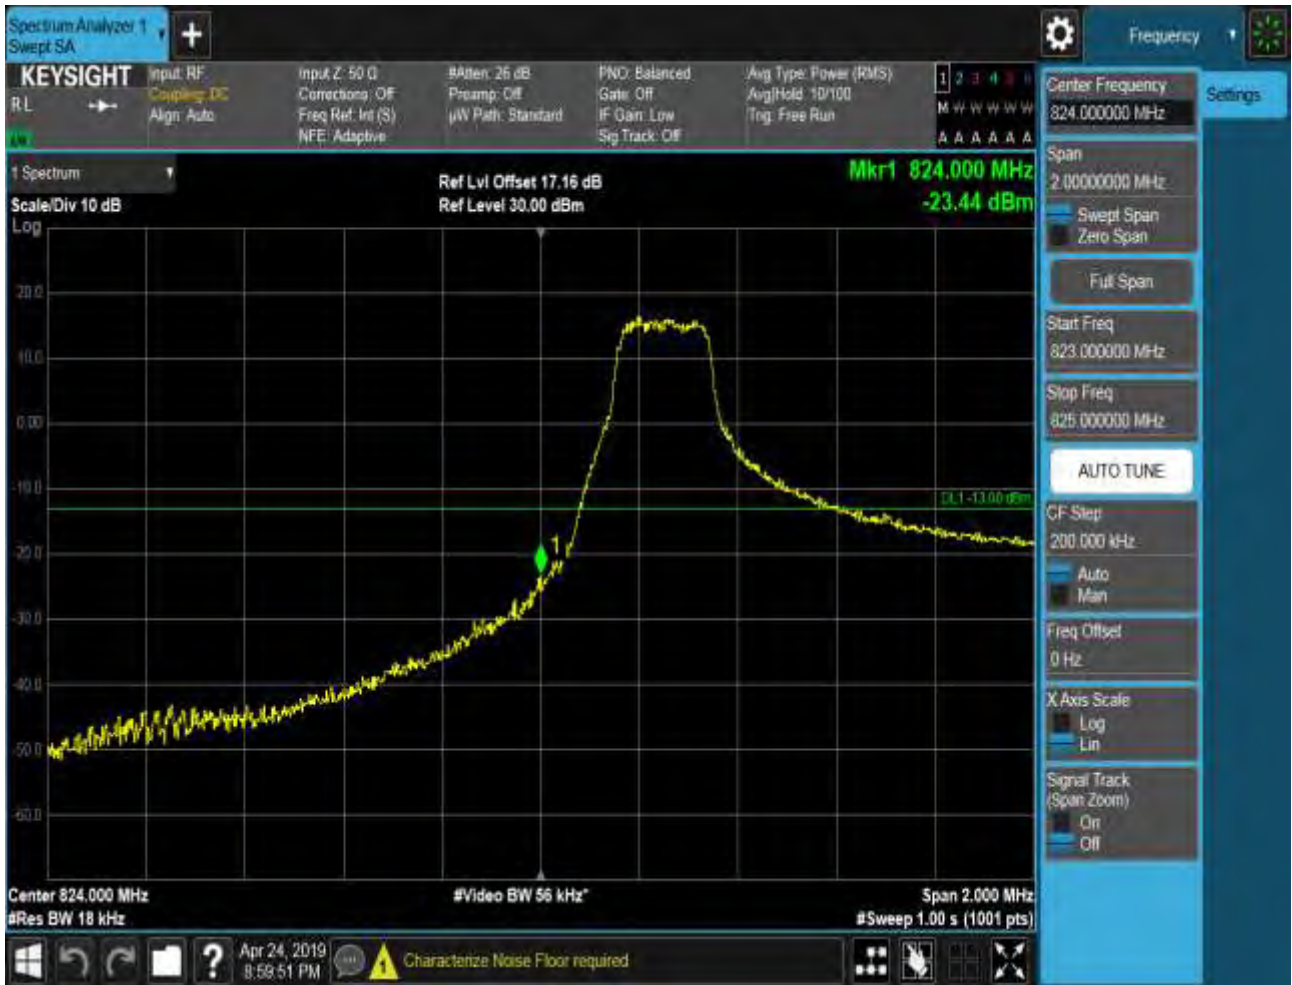 Spectrum Analyzer 1
Swept SA
+
Frequency
KEYSIGHT
RL
Input: RF
Coupling: DC
Align: Auto
Input Z: 50 Ω
Corrections: Off
Freq Ref: Int (S)
NFE: Adaptive
#Atten: 26 dB
Preamp: Off
µW Path: Standard
PNO: Balanced
Gate: Off
IF Gain: Low
Sig Track: Off
Avg Type: Power (RMS)
Avg|Hold: 10/100
Trig: Free Run
1 2 3 4 5 6
M W W W W W
A A A A A A
Settings
1 Spectrum
Scale/Div 10 dB
Log
Ref Lvl Offset 17.16 dB
Ref Level 30.00 dBm
Mkr1 824.000 MHz
-23.44 dBm
20.0
10.0
0.00
-10.0
-20.0
-30.0
-40.0
-50.0
-60.0
DL1 -13.00 dBm
1
Center 824.000 MHz
#Res BW 18 kHz
#Video BW 56 kHz*
Span 2.000 MHz
#Sweep 1.00 s (1001 pts)
Center Frequency
824.000000 MHz
Span
2.00000000 MHz
Swept Span
Zero Span
Full Span
Start Freq
823.000000 MHz
Stop Freq
825.000000 MHz
AUTO TUNE
CF Step
200.000 kHz
Auto
Man
Freq Offset
0 Hz
X Axis Scale
Log
Lin
Signal Track
(Span Zoom)
On
Off
?
Apr 24, 2019
8:59:51 PM
1
Characterize Noise Floor required